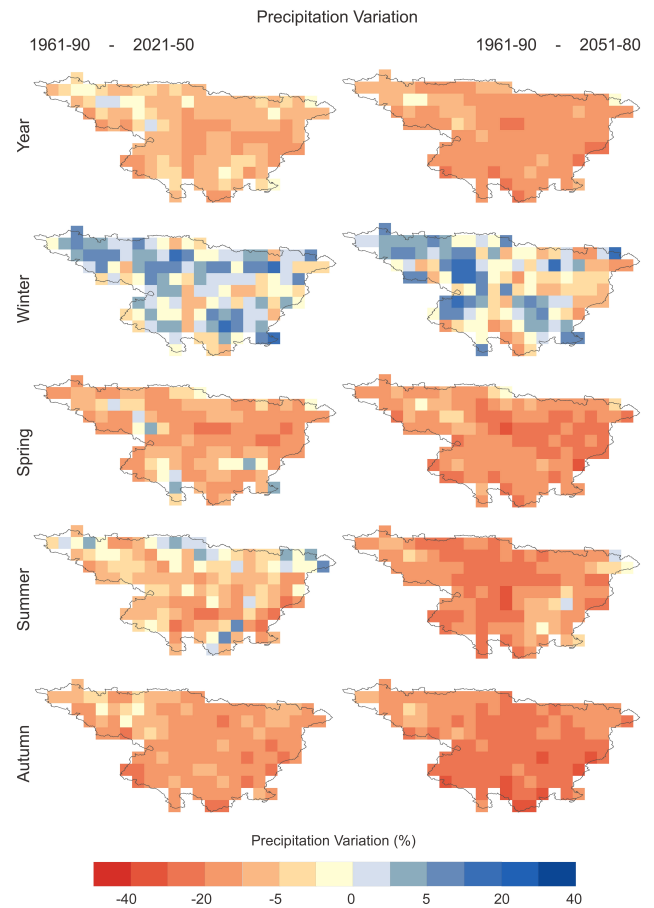 Precipitation Variation
1961-90 - 2021-50
1961-90 - 2051-80
Year
Winter
Spring
Summer
Autumn
Precipitation Variation (%)
-40 -20 -5 0 5 20 40